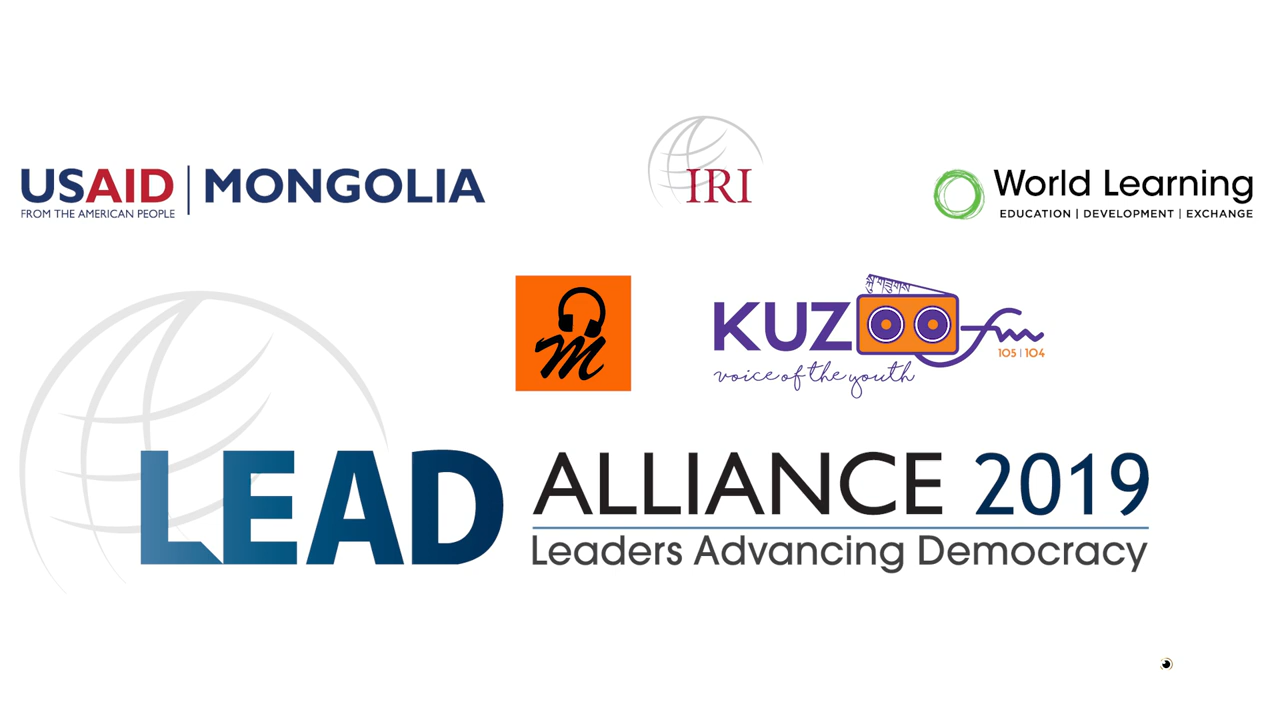 USAID | MONGOLIA
FROM THE AMERICAN PEOPLE
IRI
World Learning
EDUCATION | DEVELOPMENT | EXCHANGE
m
KUZOO fm
105 | 104
voice of the youth
LEAD ALLIANCE 2019
Leaders Advancing Democracy